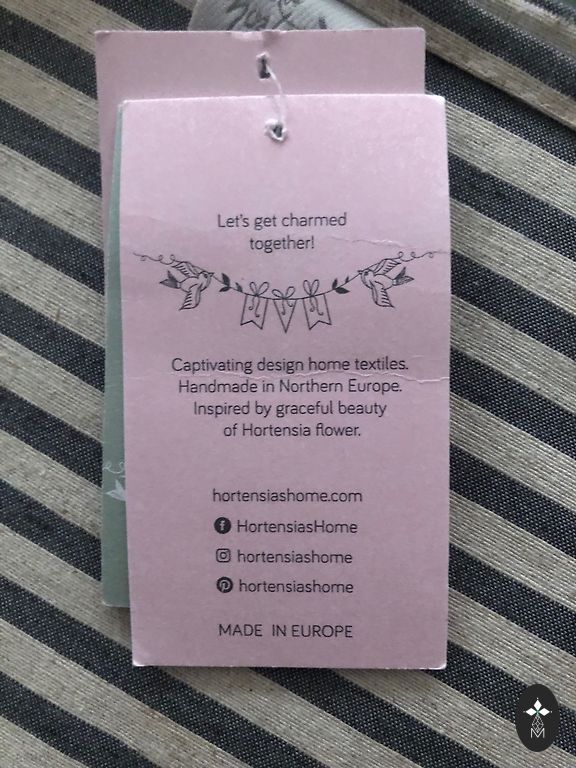 Let's get charmed
together!
Captivating design home textiles.
Handmade in Northern Europe.
Inspired by graceful beauty
of Hortensia flower.
hortensiashome.com
HortensiasHome
hortensiashome
hortensiashome
MADE IN EUROPE